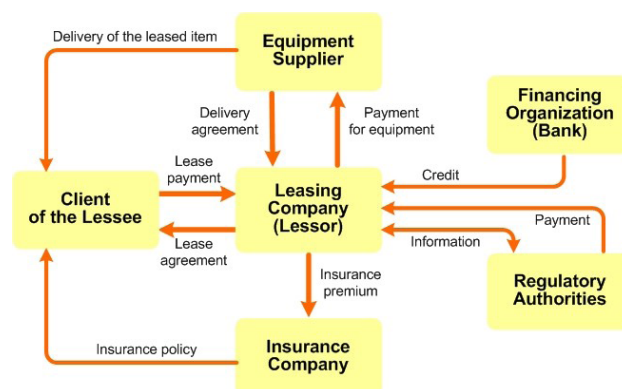 Delivery of the leased item
Equipment
Supplier
Financing
Organization
(Bank)
Delivery
agreement
Payment
for equipment
Lease
payment
Credit
Client
of the Lessee
Leasing
Company
(Lessor)
Payment
Lease
agreement
Information
Insurance
premium
Regulatory
Authorities
Insurance policy
Insurance
Company